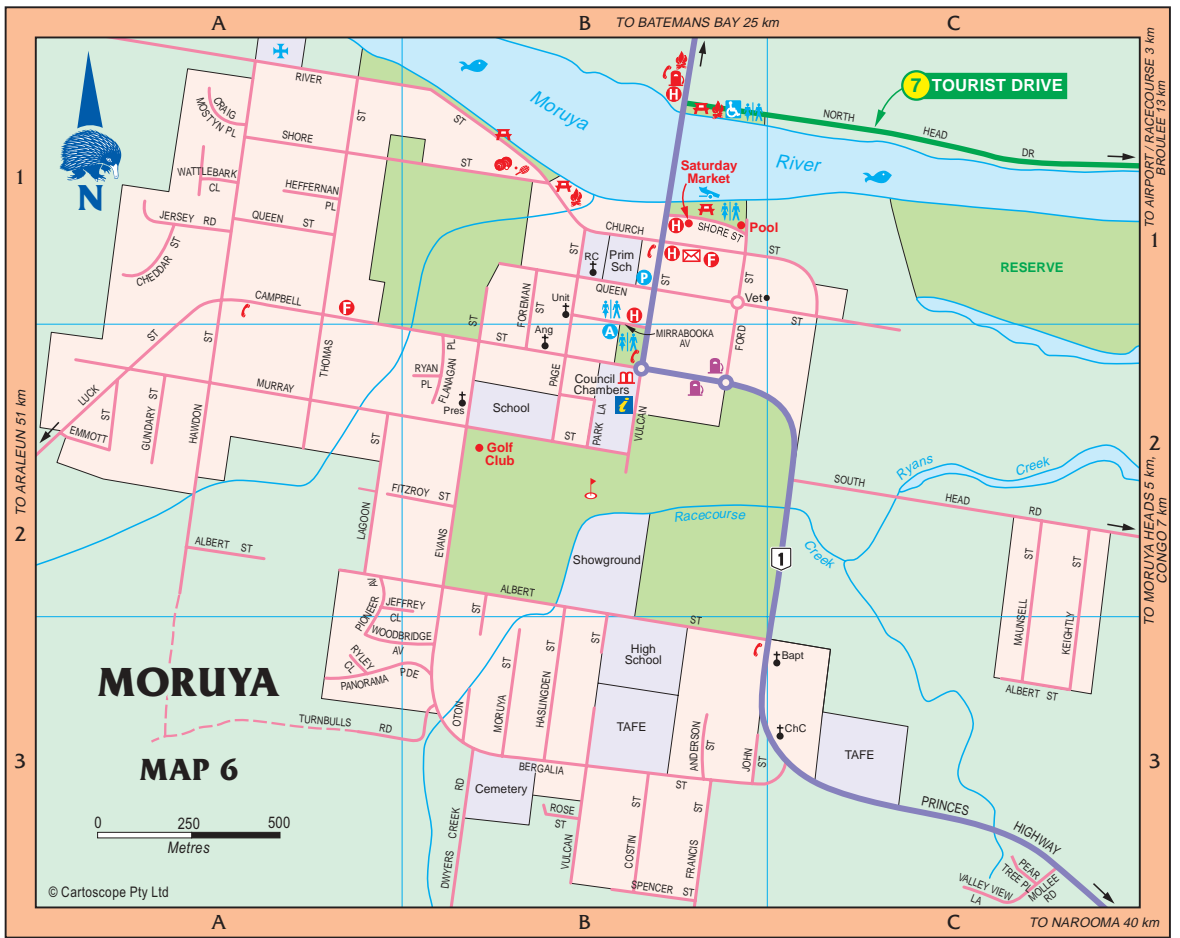 A
B
TO BATEMANS BAY 25 km
C
TO AIRPORT / RACECOURSE 3 km
BROULEE 13 km
7 TOURIST DRIVE
NORTH
HEAD
DR
RIVER
ST
CRAIG
MOSTYN PL
SHORE
ST
ST
Moruya
River
H
WATTLEBARK
CL
HEFFERNAN
PL
JERSEY RD
QUEEN ST
CHEDDAR ST
N
1
1
Saturday
Market
H
SHORE ST
Pool
CHURCH
ST
RC
Prim
Sch
ST
H
F
ST
P
QUEEN
ST
Vet
ST
RESERVE
CAMPBELL
F
FOREMAN
ST
Unit
H
A
MIRRABOOKA
AV
FORD
Ang
ST
ST
ST
ST
THOMAS
RYAN
PL
FLANAGAN
PL
PAGE
Council
Chambers
i
LUCK
MURRAY
Pres
School
PARK LA
VULCAN
ST
EMMOTT
ST
GUNDARY ST
HAWDON
ST
Golf
Club
TO ARALEUN 51 km
2
2
Ryans
Creek
SOUTH
HEAD
RD
FITZROY ST
LAGOON
EVANS
Racecourse
Creek
TO MORUYA HEADS 5 km,
CONGO 7 km
ALBERT ST
Showground
1
ALBERT
ST
AV
PIONEER
JEFFREY
CL
WOODBRIDGE
AV
RYLEY
CL
PANORAMA PDE
ST
ST
High
School
Bapt
MAUNSELL
ST
KEIGHTLY
ST
ALBERT ST
MORUYA
TURNBULLS
RD
OTON
MORUYA
ST
HASLINGDEN
ST
TAFE
ANDERSON
ST
JOHN
ST
ChC
TAFE
3
3
MAP 6
BERGALIA
ST
Cemetery
ROSE
ST
DWYERS CREEK RD
VULCAN
COSTIN
ST
FRANCIS
ST
SPENCER ST
PRINCES
HIGHWAY
PEAR
TREE PL
MOLLEE
RD
VALLEY VIEW
LA
0 250 500
Metres
© Cartoscope Pty Ltd
A
B
C
TO NAROOMA 40 km